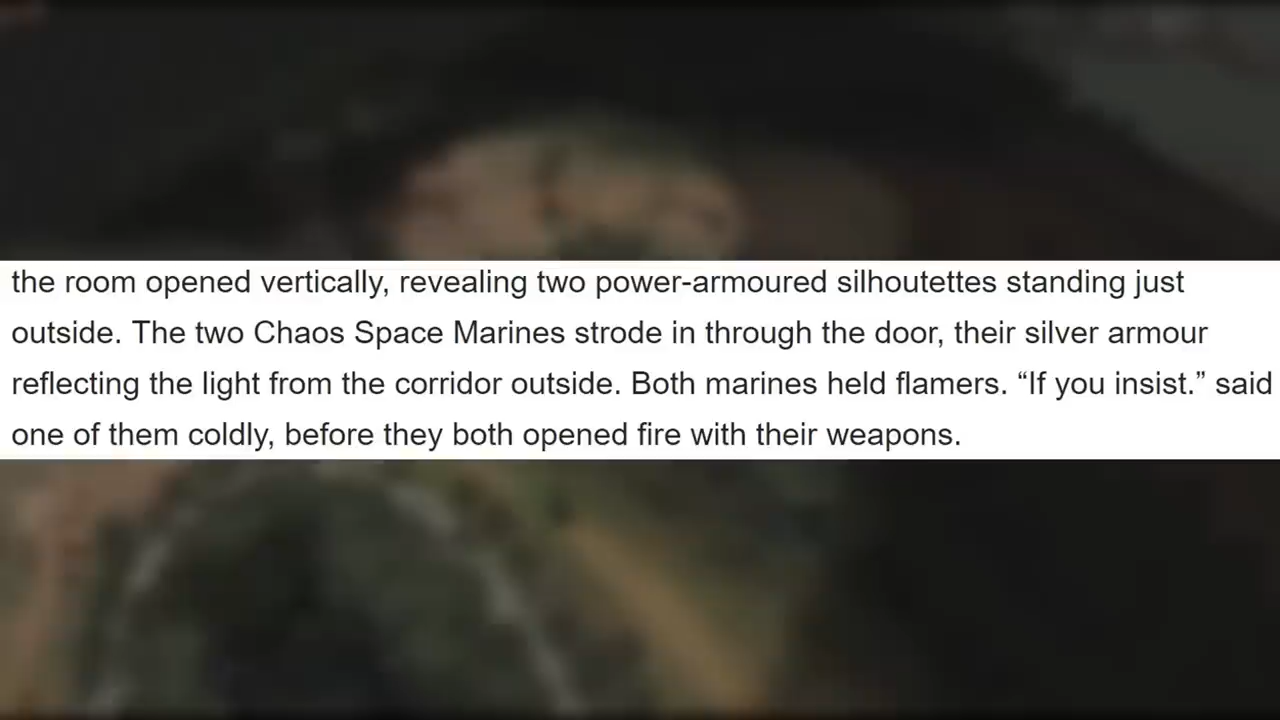 the room opened vertically, revealing two power-armoured silhoutettes standing just
outside. The two Chaos Space Marines strode in through the door, their silver armour
reflecting the light from the corridor outside. Both marines held flamers. “If you insist.” said
one of them coldly, before they both opened fire with their weapons.